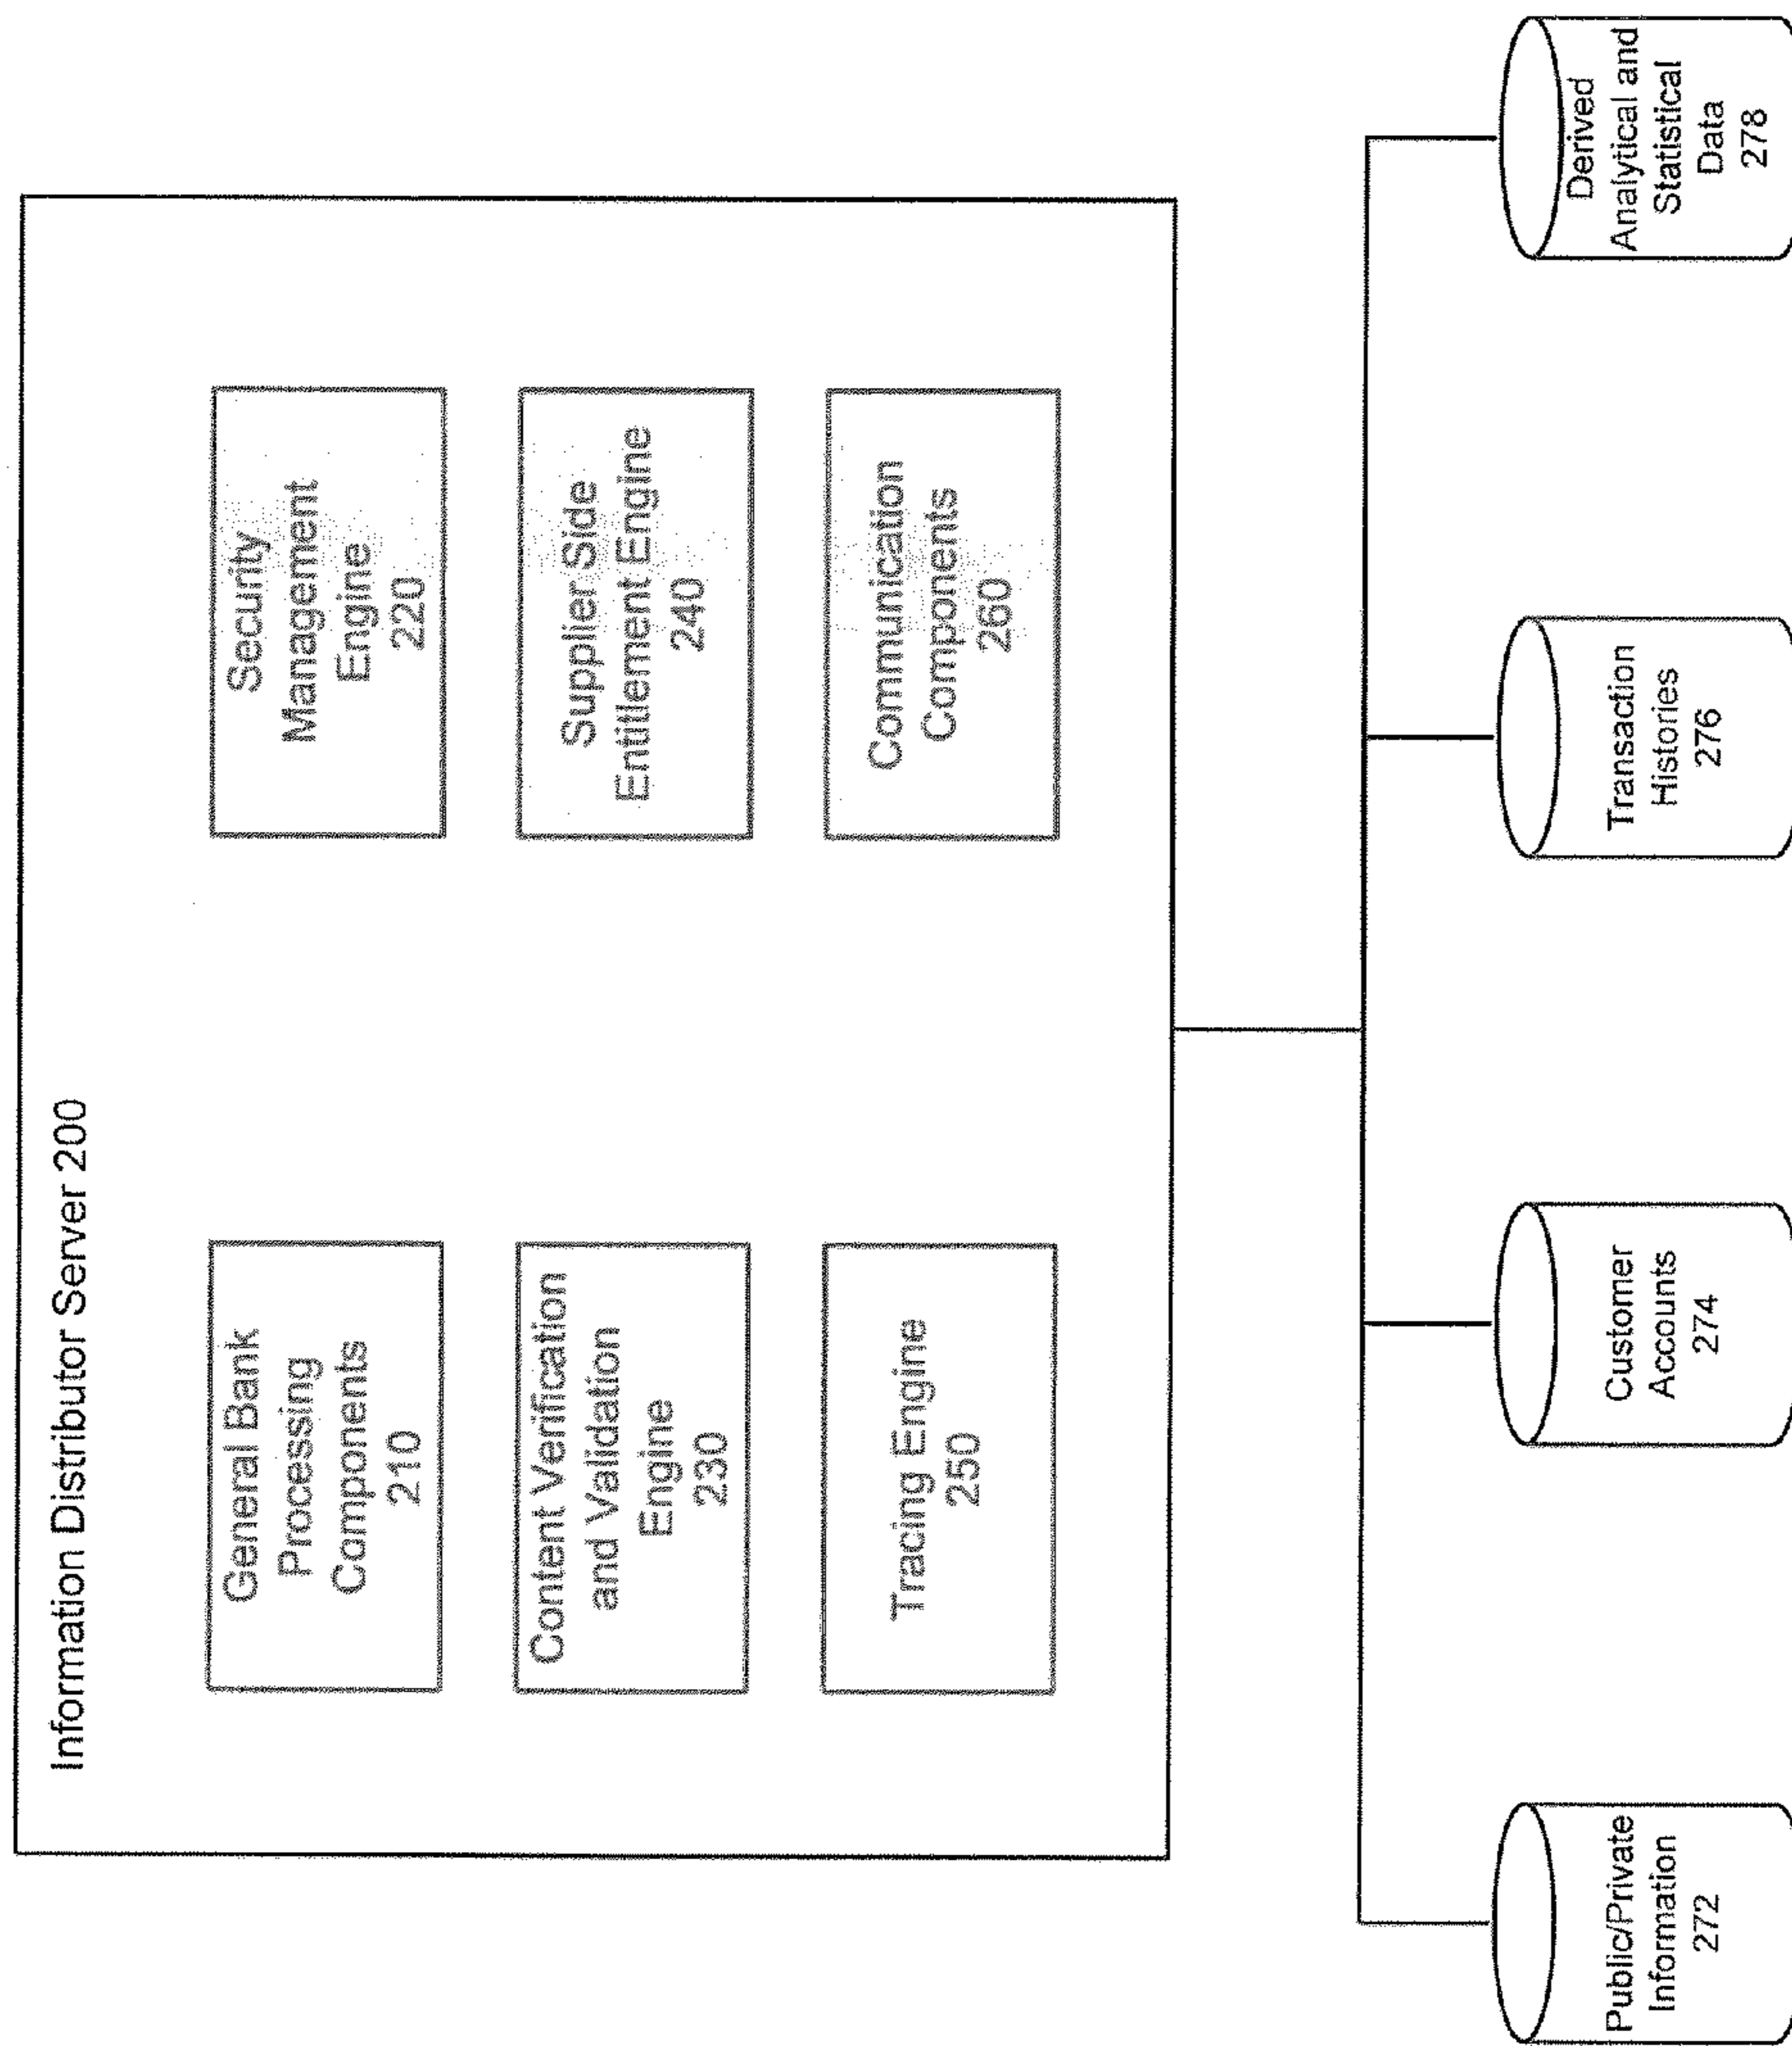 Information Distributor Server 200
General Bank
Processing
Components
210
Security
Management
Engine
220
Content Verification
and Validation
Engine
230
Supplier Side
Entitlement Engine
240
Tracing Engine
250
Communication
Components
260
Public/Private
Information
272
Customer
Accounts
274
Transaction
Histories
276
Derived
Analytical and
Statistical
Data
278